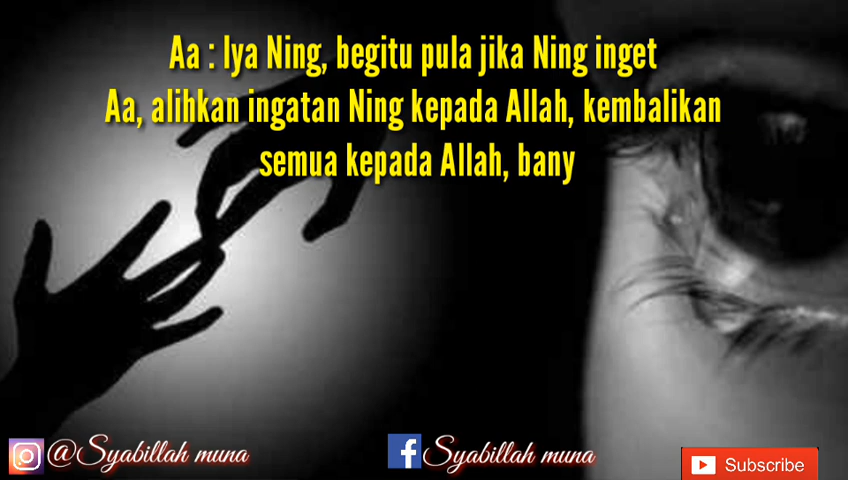 Aa : Iya Ning, begitu pula jika Ning inget
Aa, alihkan ingatan Ning kepada Allah, kembalikan
semua kepada Allah, bany
@Syabillah muna
Syabillah muna
Subscribe